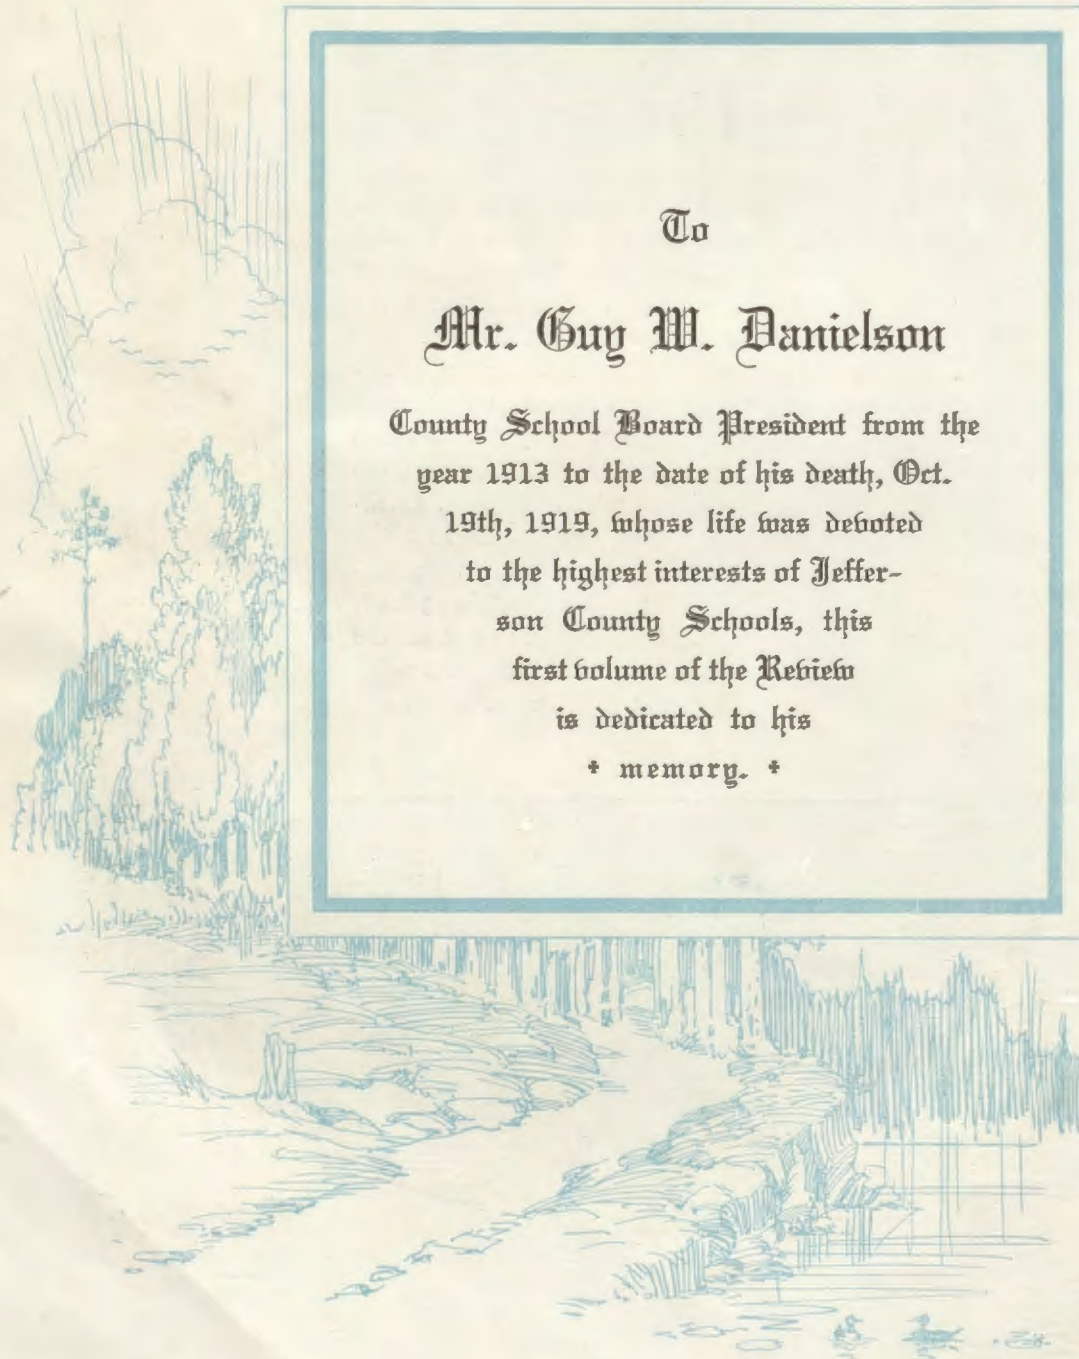 To
Mr. Guy W. Danielson
County School Board President from the
year 1913 to the date of his death, Oct.
19th, 1919, whose life was devoted
to the highest interests of Jeffer-
son County Schools, this
first volume of the Review
is dedicated to his
memory.